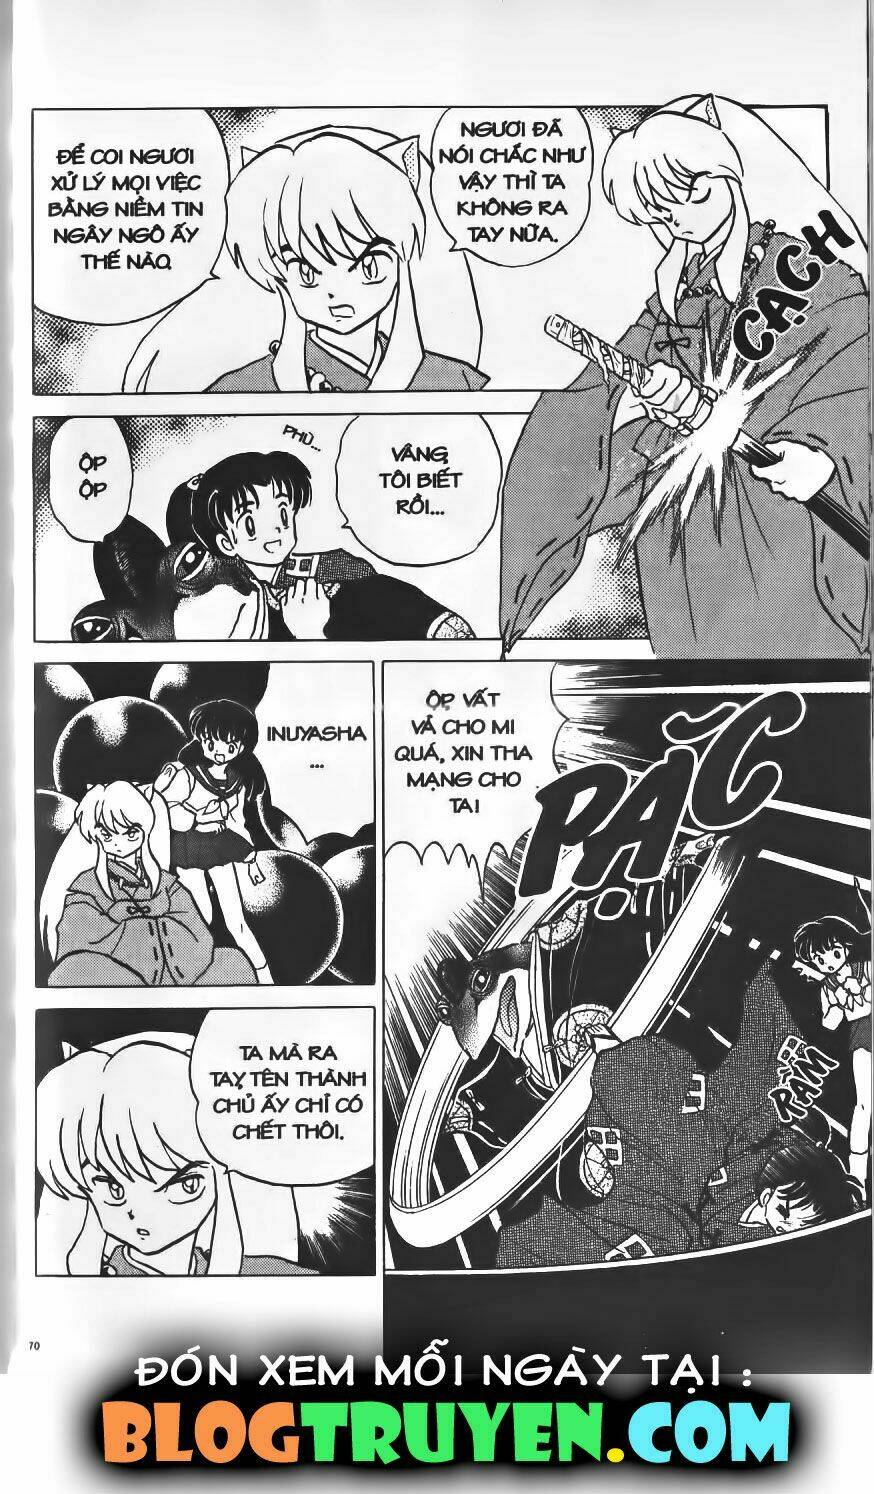 NGƯƠI ĐÃ
NÓI CHẮC NHƯ
VẬY THÌ TA
KHÔNG RA
TAY NỮA.
ĐỂ COI NGƯƠI
XỬ LÝ MỌI VIỆC
BẰNG NIỀM TIN
NGÂY NGÔ ẤY
THẾ NÀO.
CẠCH
VÂNG,
TÔI BIẾT
RỒI...
PHÙ...
ỘP
ỘP
ỘP, VẤT
VẢ CHO MI
QUÁ, XIN THA
MẠNG CHO
TA!
PẶC
RẦM
INUYASHA
...
TA MÀ RA
TAY, TÊN THÀNH
CHỦ ẤY CHỈ CÓ
CHẾT THÔI.
70
ĐÓN XEM MỖI NGÀY TẠI :
BLOGTRUYEN.COM